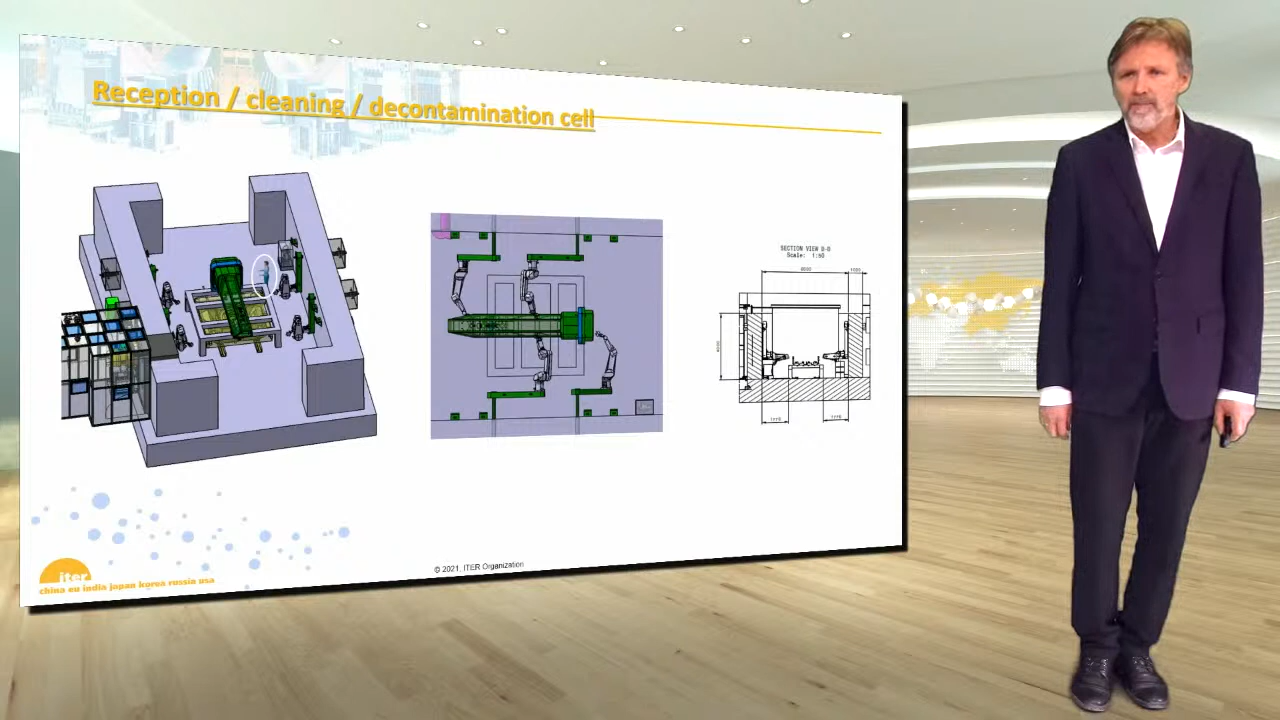 Reception / cleaning / decontamination cell
SECTION VIEW D-D
Scale: 1:60
iter
china eu india japan korea russia usa
© 2021, ITER Organization